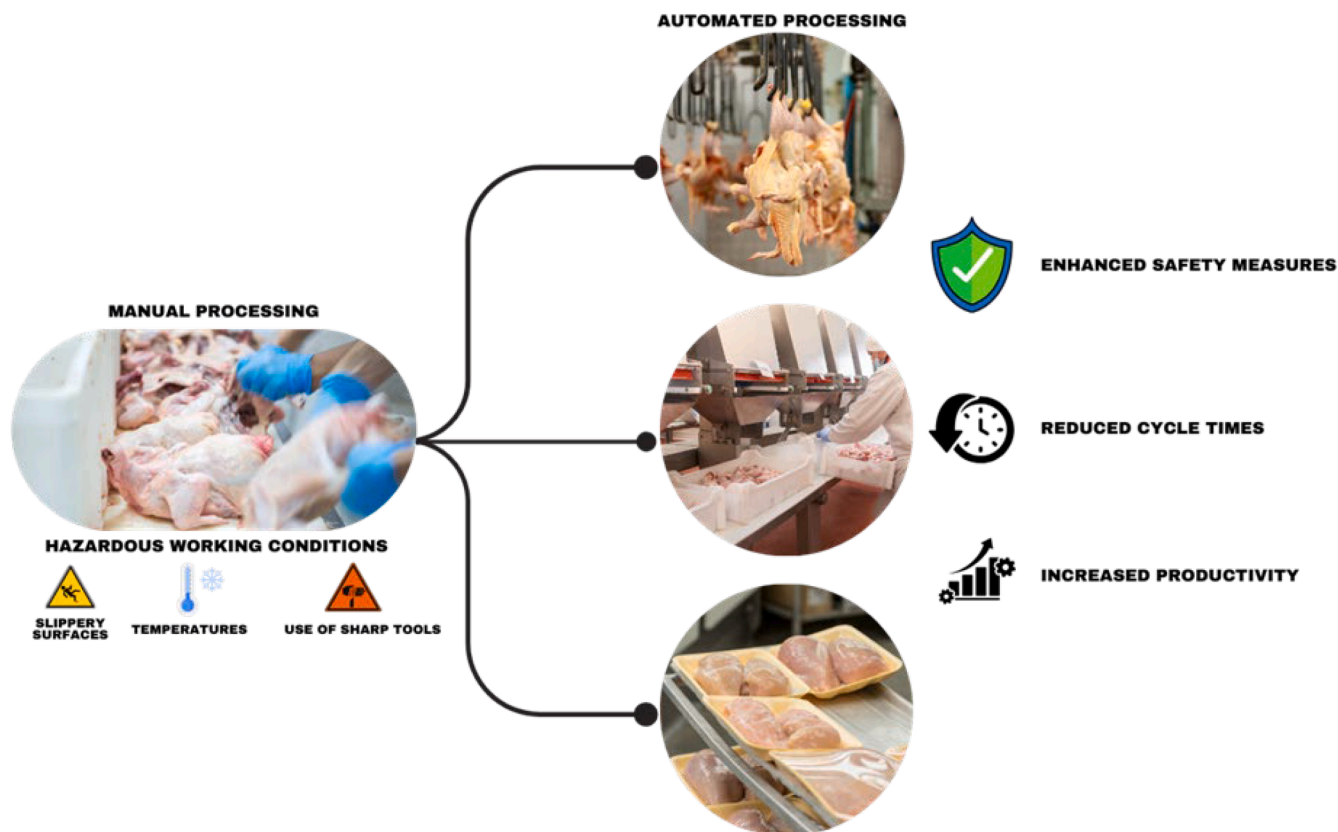 AUTOMATED PROCESSING
MANUAL PROCESSING
HAZARDOUS WORKING CONDITIONS
SLIPPERY
SURFACES
TEMPERATURES
USE OF SHARP TOOLS
ENHANCED SAFETY MEASURES
REDUCED CYCLE TIMES
INCREASED PRODUCTIVITY